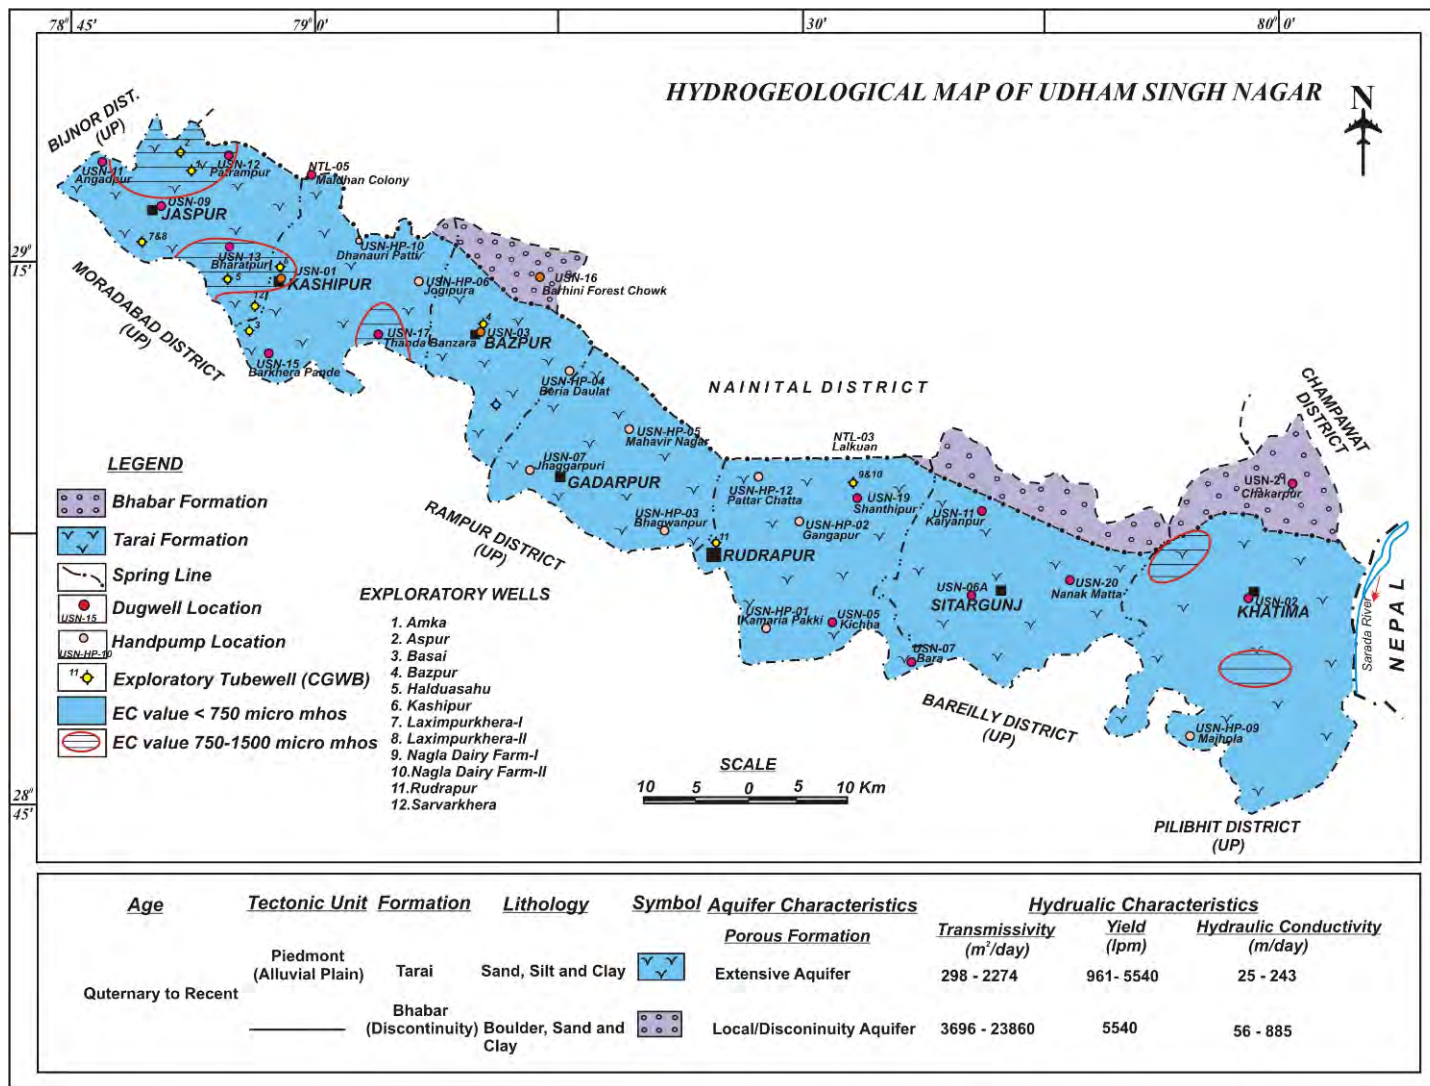 78° 45'
79° 0'
30'
80° 0'
HYDROGEOLOGICAL MAP OF UDHAM SINGH NAGAR
N
BIJNOR DIST.
(UP)
2
1
USN-11
Angadpur
USN-12
Patrampur
NTL-05
Maldhan Colony
USN-09
JASPUR
7&8
USN-13
Bharatpur
USN-HP-10
Dhanauri Patti
29°
15'
6
USN-01
KASHIPUR
5
12
3
USN-HP-06
Jogipura
USN-16
Barhini Forest Chowk
MORADABAD DISTRICT
(UP)
4
USN-03
BAZPUR
USN-17
Thanda Banzara
USN-15
Barkhera Pande
USN-HP-04
Beria Daulat
NAINITAL DISTRICT
CHAMPAWAT
DISTRICT
USN-HP-05
Mahavir Nagar
NTL-03
Lalkuan
USN-07
Jhaggarpuri
GADARPUR
USN-HP-12
Pattar Chatta
9&10
USN-19
Shanthipur
USN-21
Chakarpur
RAMPUR DISTRICT
(UP)
USN-HP-03
Bhagwanpur
USN-HP-02
Gangapur
USN-11
Kalyanpur
11
RUDRAPUR
USN-06A
SITARGUNJ
USN-20
Nanak Matta
USN-02
KHATIMA
Sarada River
NEPAL
USN-HP-01
Kamaria Pakki
USN-05
Kichha
USN-07
Bara
BAREILLY DISTRICT
(UP)
USN-HP-09
Majhola
PILIBHIT DISTRICT
(UP)
28°
45'
LEGEND
Bhabar Formation
Tarai Formation
Spring Line
USN-15
Dugwell Location
USN-HP-10
Handpump Location
11
Exploratory Tubewell (CGWB)
EC value < 750 micro mhos
EC value 750-1500 micro mhos
EXPLORATORY WELLS
1. Amka
2. Aspur
3. Basai
4. Bazpur
5. Halduasahu
6. Kashipur
7. Laximpurkhera-I
8. Laximpurkhera-II
9. Nagla Dairy Farm-I
10.Nagla Dairy Farm-II
11.Rudrapur
12.Sarvarkhera
SCALE
10 5 0 5 10 Km
Age Tectonic Unit Formation Lithology Symbol Aquifer Characteristics Hydrualic Characteristics
Porous Formation Transmissivity (m²/day) Yield (lpm) Hydraulic Conductivity (m/day)
Quternary to Recent
Piedmont (Alluvial Plain) Tarai Sand, Silt and Clay Extensive Aquifer 298 - 2274 961- 5540 25 - 243
Bhabar (Discontinuity) Boulder, Sand and Clay Local/Disconinuity Aquifer 3696 - 23860 5540 56 - 885